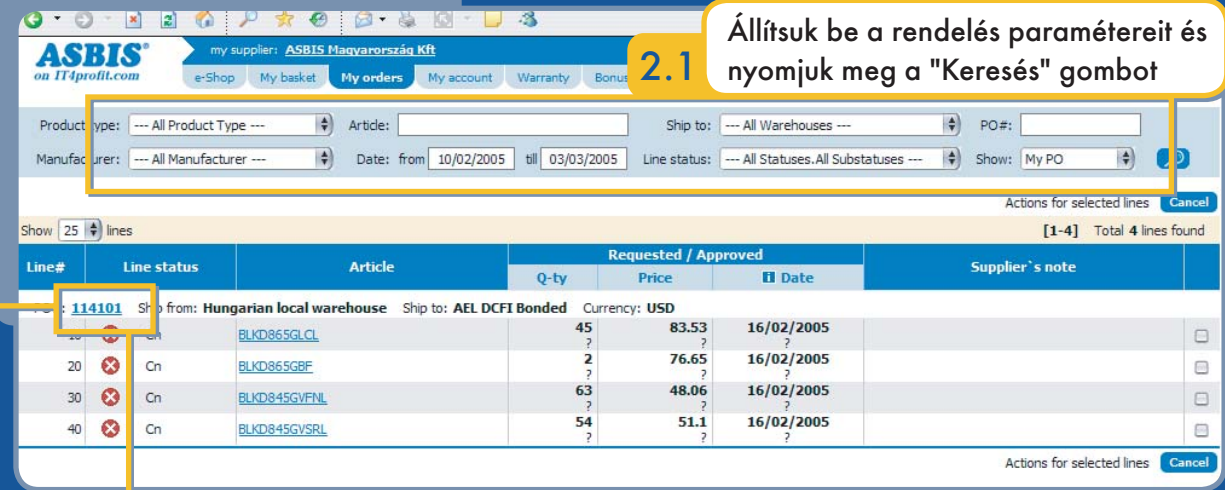 2.1
Állítsuk be a rendelés paramétereit és
nyomjuk meg a "Keresés" gombot
ASBIS®
on IT4profit.com
my supplier: ASBIS Magyarország Kft
e-Shop My basket My orders My account Warranty Bonus
Product type: --- All Product Type --- Article: Ship to: --- All Warehouses --- PO#:
--- All Manufacturer --- Date: from 10/02/2005 till 03/03/2005 Line status: --- All Statuses.All Substatuses --- Show: My PO
Actions for selected lines Cancel
Show 25 lines [1-4] Total 4 lines found
Requested / Approved
Line# Line status Article Q-ty Price Date Supplier`s note
114101 Ship from: Hungarian local warehouse Ship to: AEL DCFI Bonded Currency: USD
10 Cn BLKD865GLCL 45 83.53 16/02/2005
? ? ?
20 Cn BLKD865GBF 2 76.65 16/02/2005
? ? ?
30 Cn BLKD845GVFNL 63 48.06 16/02/2005
? ? ?
40 Cn BLKD845GVSRL 54 51.1 16/02/2005
? ? ?
Actions for selected lines Cancel